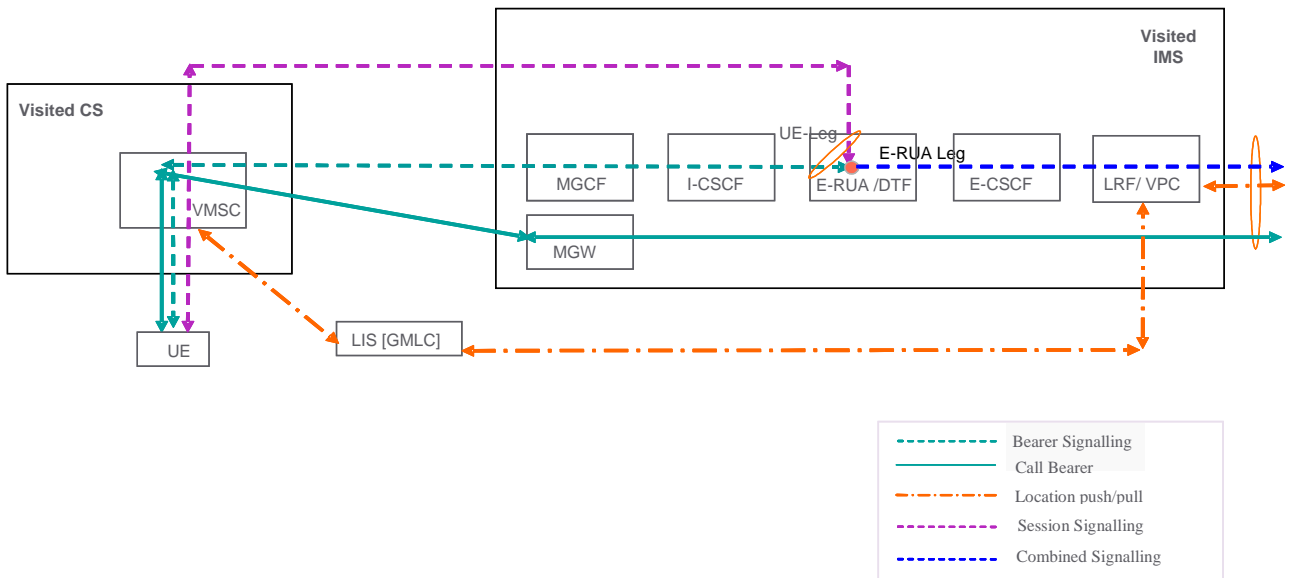 Visited
IMS
Visited CS
UE-Leg
E-RUA Leg
MGCF
I-CSCF
E-RUA /DTF
E-CSCF
LRF/ VPC
VMSC
MGW
LIS [GMLC]
UE
Bearer Signalling
Call Bearer
Location push/pull
Session Signalling
Combined Signalling